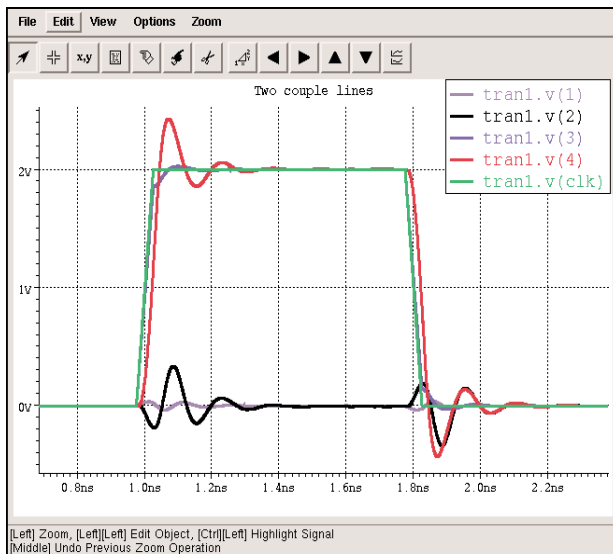 File Edit View Options Zoom
x,y
Two couple lines
tran1.v(1)
tran1.v(2)
tran1.v(3)
tran1.v(4)
tran1.v(clk)
2V
1V
0V
0.8ns 1.0ns 1.2ns 1.4ns 1.6ns 1.8ns 2.0ns 2.2ns
[Left] Zoom, [Left][Left] Edit Object, [Ctrl][Left] Highlight Signal
[Middle] Undo Previous Zoom Operation